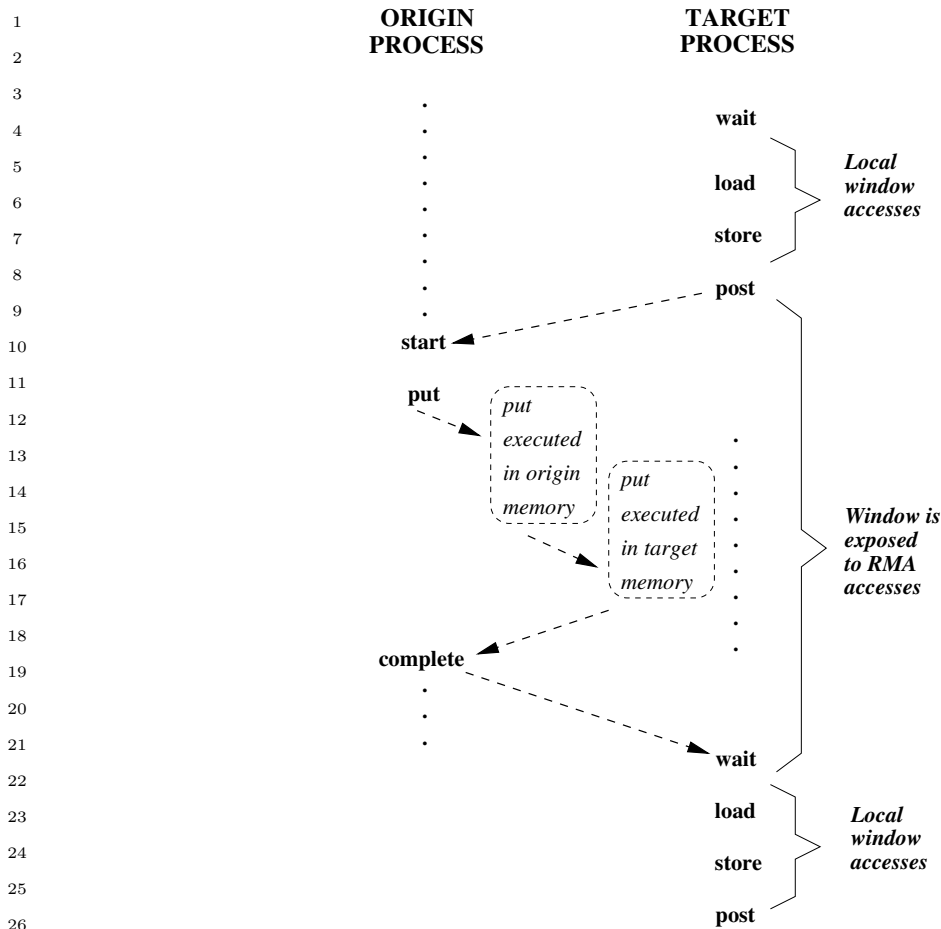 1
ORIGIN TARGET
PROCESS PROCESS
2
3
wait
4
5
Local
load window
6
accesses
7
store
8
post
9
start
10
11
put
put
12
executed
13
in origin put
14
memory executed Window is
15
in target exposed
16
memory to RMA
accesses
17
18
complete
19
20
21
wait
22
load Local
23
window
24
store accesses
25
post
26